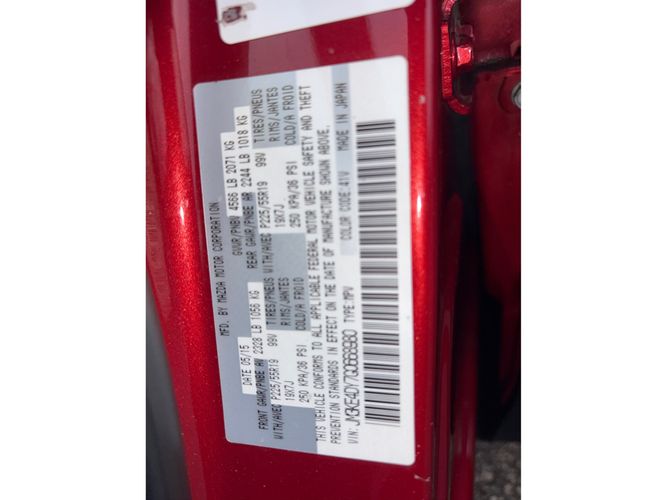 MFD. BY MAZDA MOTOR CORPORATION
DATE 05/15 GVWR/PNBV 4566 LB 2071 KG
FRONT GAWR/PNBE AV 2328 LB 1056 KG REAR GAWR/PNBE AR 2244 LB 1018 KG
WITH/AVEC P225/55R19 99V TIRES/PNEUS WITH/AVEC P225/55R19 99V TIRES/PNEUS
19X7J RIMS/JANTES 19X7J RIMS/JANTES
250 KPA/36 PSI COLD/A FROID 250 KPA/36 PSI COLD/A FROID
THIS VEHICLE CONFORMS TO ALL APPLICABLE FEDERAL MOTOR VEHICLE SAFETY AND THEFT
PREVENTION STANDARDS IN EFFECT ON THE DATE OF MANUFACTURE SHOWN ABOVE.
VIN: JM3KE4DY7G0668980 TYPE:MPV COLOR CODE:41V MADE IN JAPAN